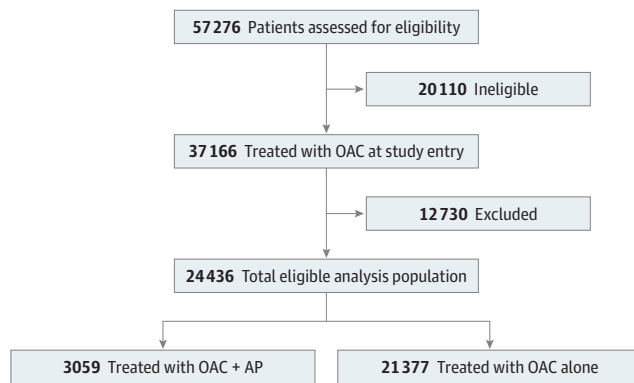 57276 Patients assessed for eligibility
20110 Ineligible
37166 Treated with OAC at study entry
12730 Excluded
24436 Total eligible analysis population
3059 Treated with OAC + AP
21377 Treated with OAC alone